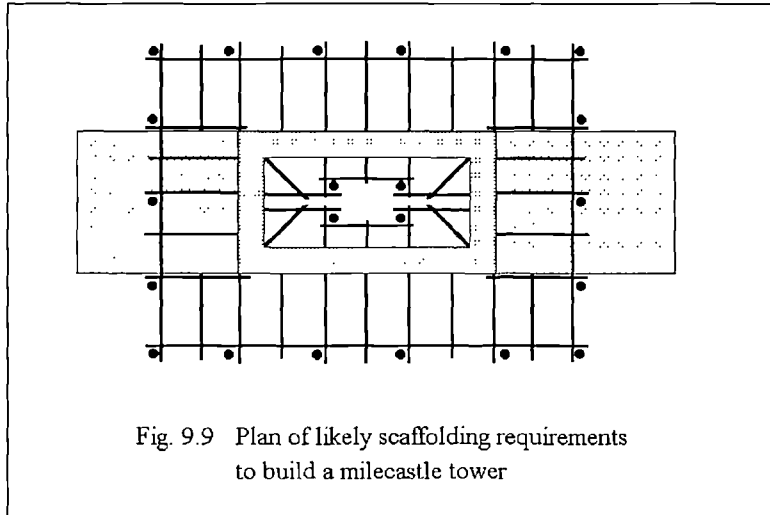 Fig. 9.9 Plan of likely scaffolding requirements
to build a milecastle tower